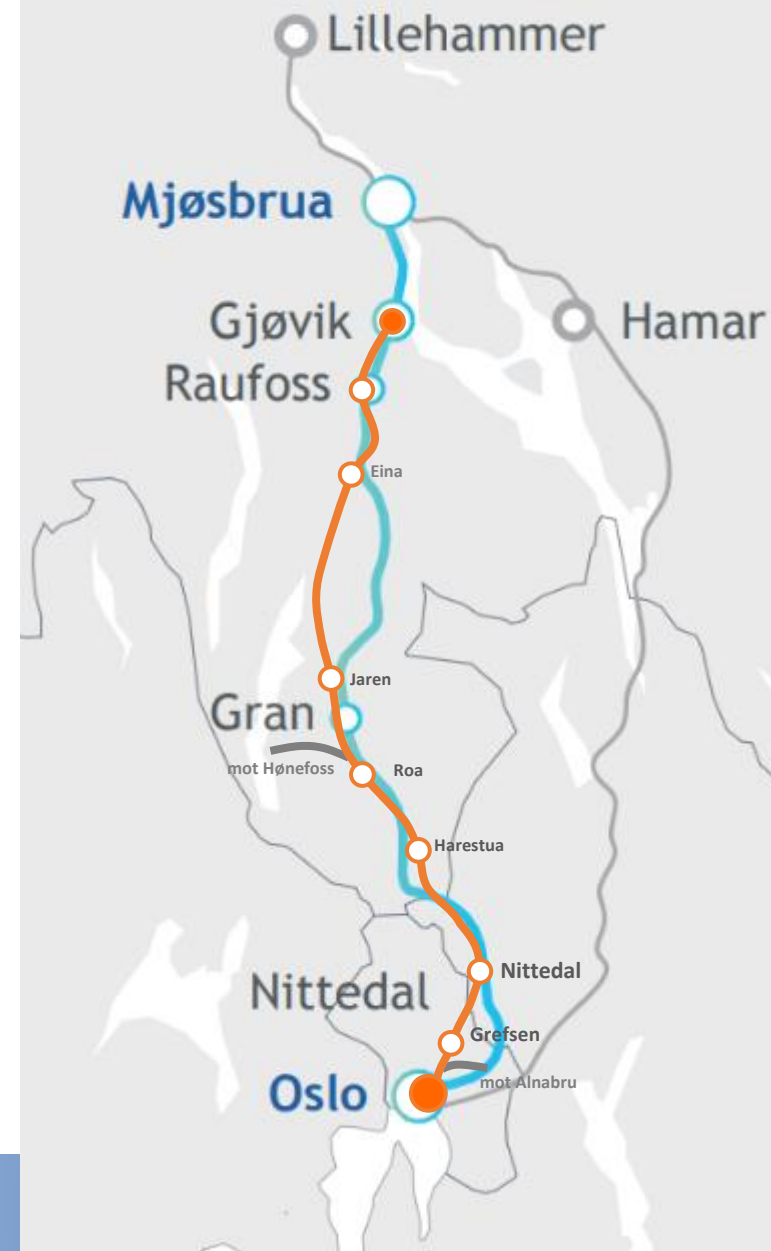 Lillehammer
Mjøsbrua
Gjøvik
Hamar
Raufoss
Eina
Jaren
Gran
mot Hønefoss
Roa
Harestua
Nittedal
Nittedal
Grefsen
mot Alnabru
Oslo